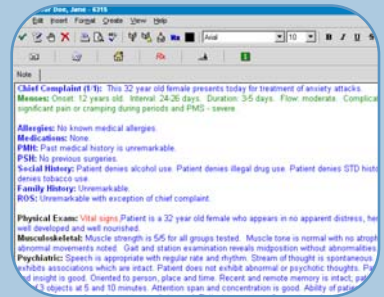 Doe, Jane - 6315
Edit Insert Format Create View Help
Arial 10 B I U S
Rx
Note
Chief Complaint (1/1): This 32 year old female presents today for treatment of anxiety attacks.
Menses: Onset: 12 years old. Interval: 24-26 days. Duration: 3-5 days. Flow: moderate. Complica
significant pain or cramping during periods and PMS - severe
Allergies: No known medical allergies.
Medications: None.
PMH: Past medical history is unremarkable.
PSH: No previous surgeries.
Social History: Patient denies alcohol use. Patient denies illegal drug use. Patient denies STD histo
denies tobacco use.
Family History: Unremarkable.
ROS: Unremarkable with exception of chief complaint.
Physical Exam: Vital signs Patient is a 32 year old female who appears in no apparent distress, her
well developed and well nourished.
Musculoskeletal: Muscle strength is 5/5 for all groups tested. Muscle tone is normal with no atroph
abnormal movements noted. Gait and station examination reveals midposition without abnormalities.
Psychiatric: Speech is appropriate with regular rate and rhythm. Stream of thought is spontaneous.
exhibits associations which are intact. Patient does not exhibit abnormal or psychotic thoughts. Pa
nd insight is good. Oriented to person, place and time. Recent and remote memory is intact;
3 objects at 5 and 10 minutes. Attention span and concentration is good. Ability of patie